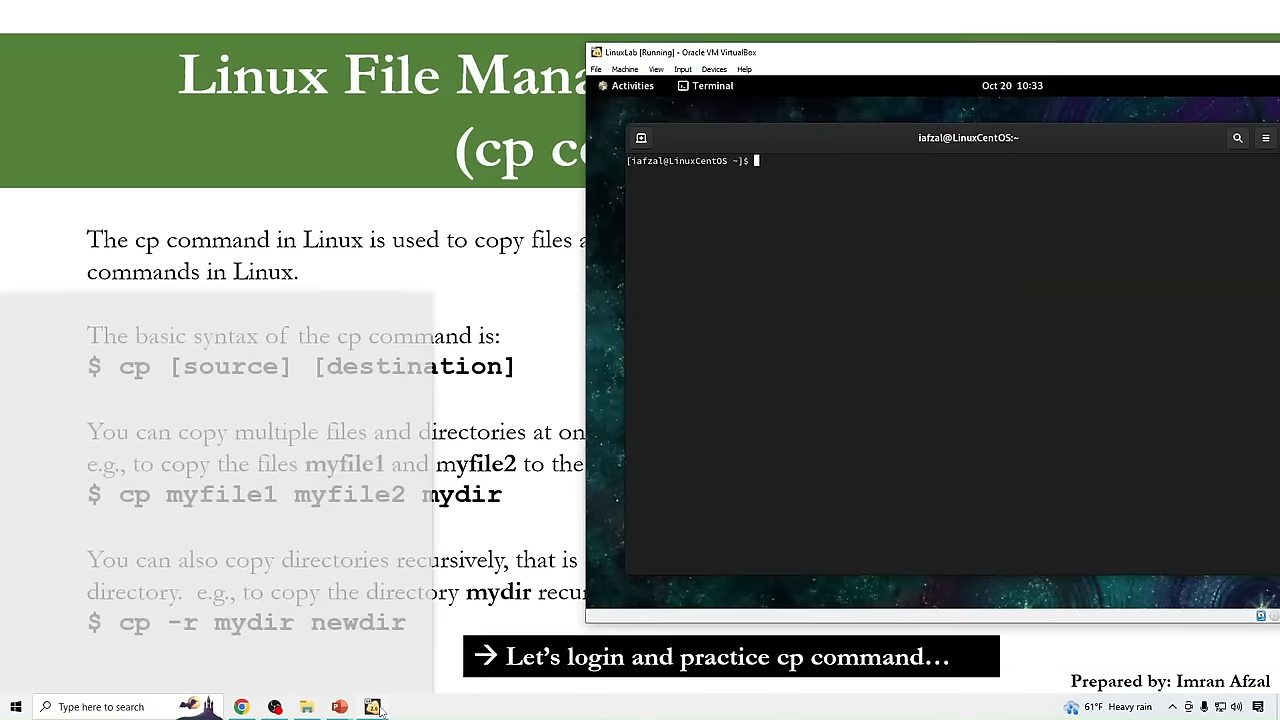 Linux File Mana
(cp co
The cp command in Linux is used to copy files a
commands in Linux.
The basic syntax of the cp command is:
$ cp [source] [destination]
You can copy multiple files and directories at on
e.g., to copy the files myfile1 and myfile2 to the
$ cp myfile1 myfile2 mydir
You can also copy directories recursively, that is
directory. e.g., to copy the directory mydir recu
$ cp -r mydir newdir
→ Let's login and practice cp command...
Prepared by: Imran Afzal
LinuxLab [Running] - Oracle VM VirtualBox
File Machine View Input Devices Help
Activities Terminal Oct 20 10:33
iafzal@LinuxCentOS:~
[iafzal@LinuxCentOS ~]$
Type here to search
61°F Heavy rain